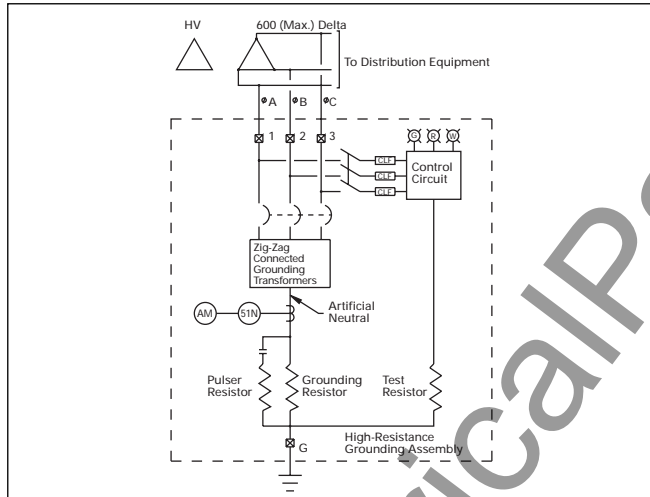 HV
600 (Max.) Delta
To Distribution Equipment
øA
øB
øC
1
2
3
G
R
W
CLF
CLF
CLF
Control
Circuit
Zig-Zag
Connected
Grounding
Transformers
Artificial
Neutral
AM
51N
Pulser
Resistor
Grounding
Resistor
Test
Resistor
G
High-Resistance
Grounding Assembly